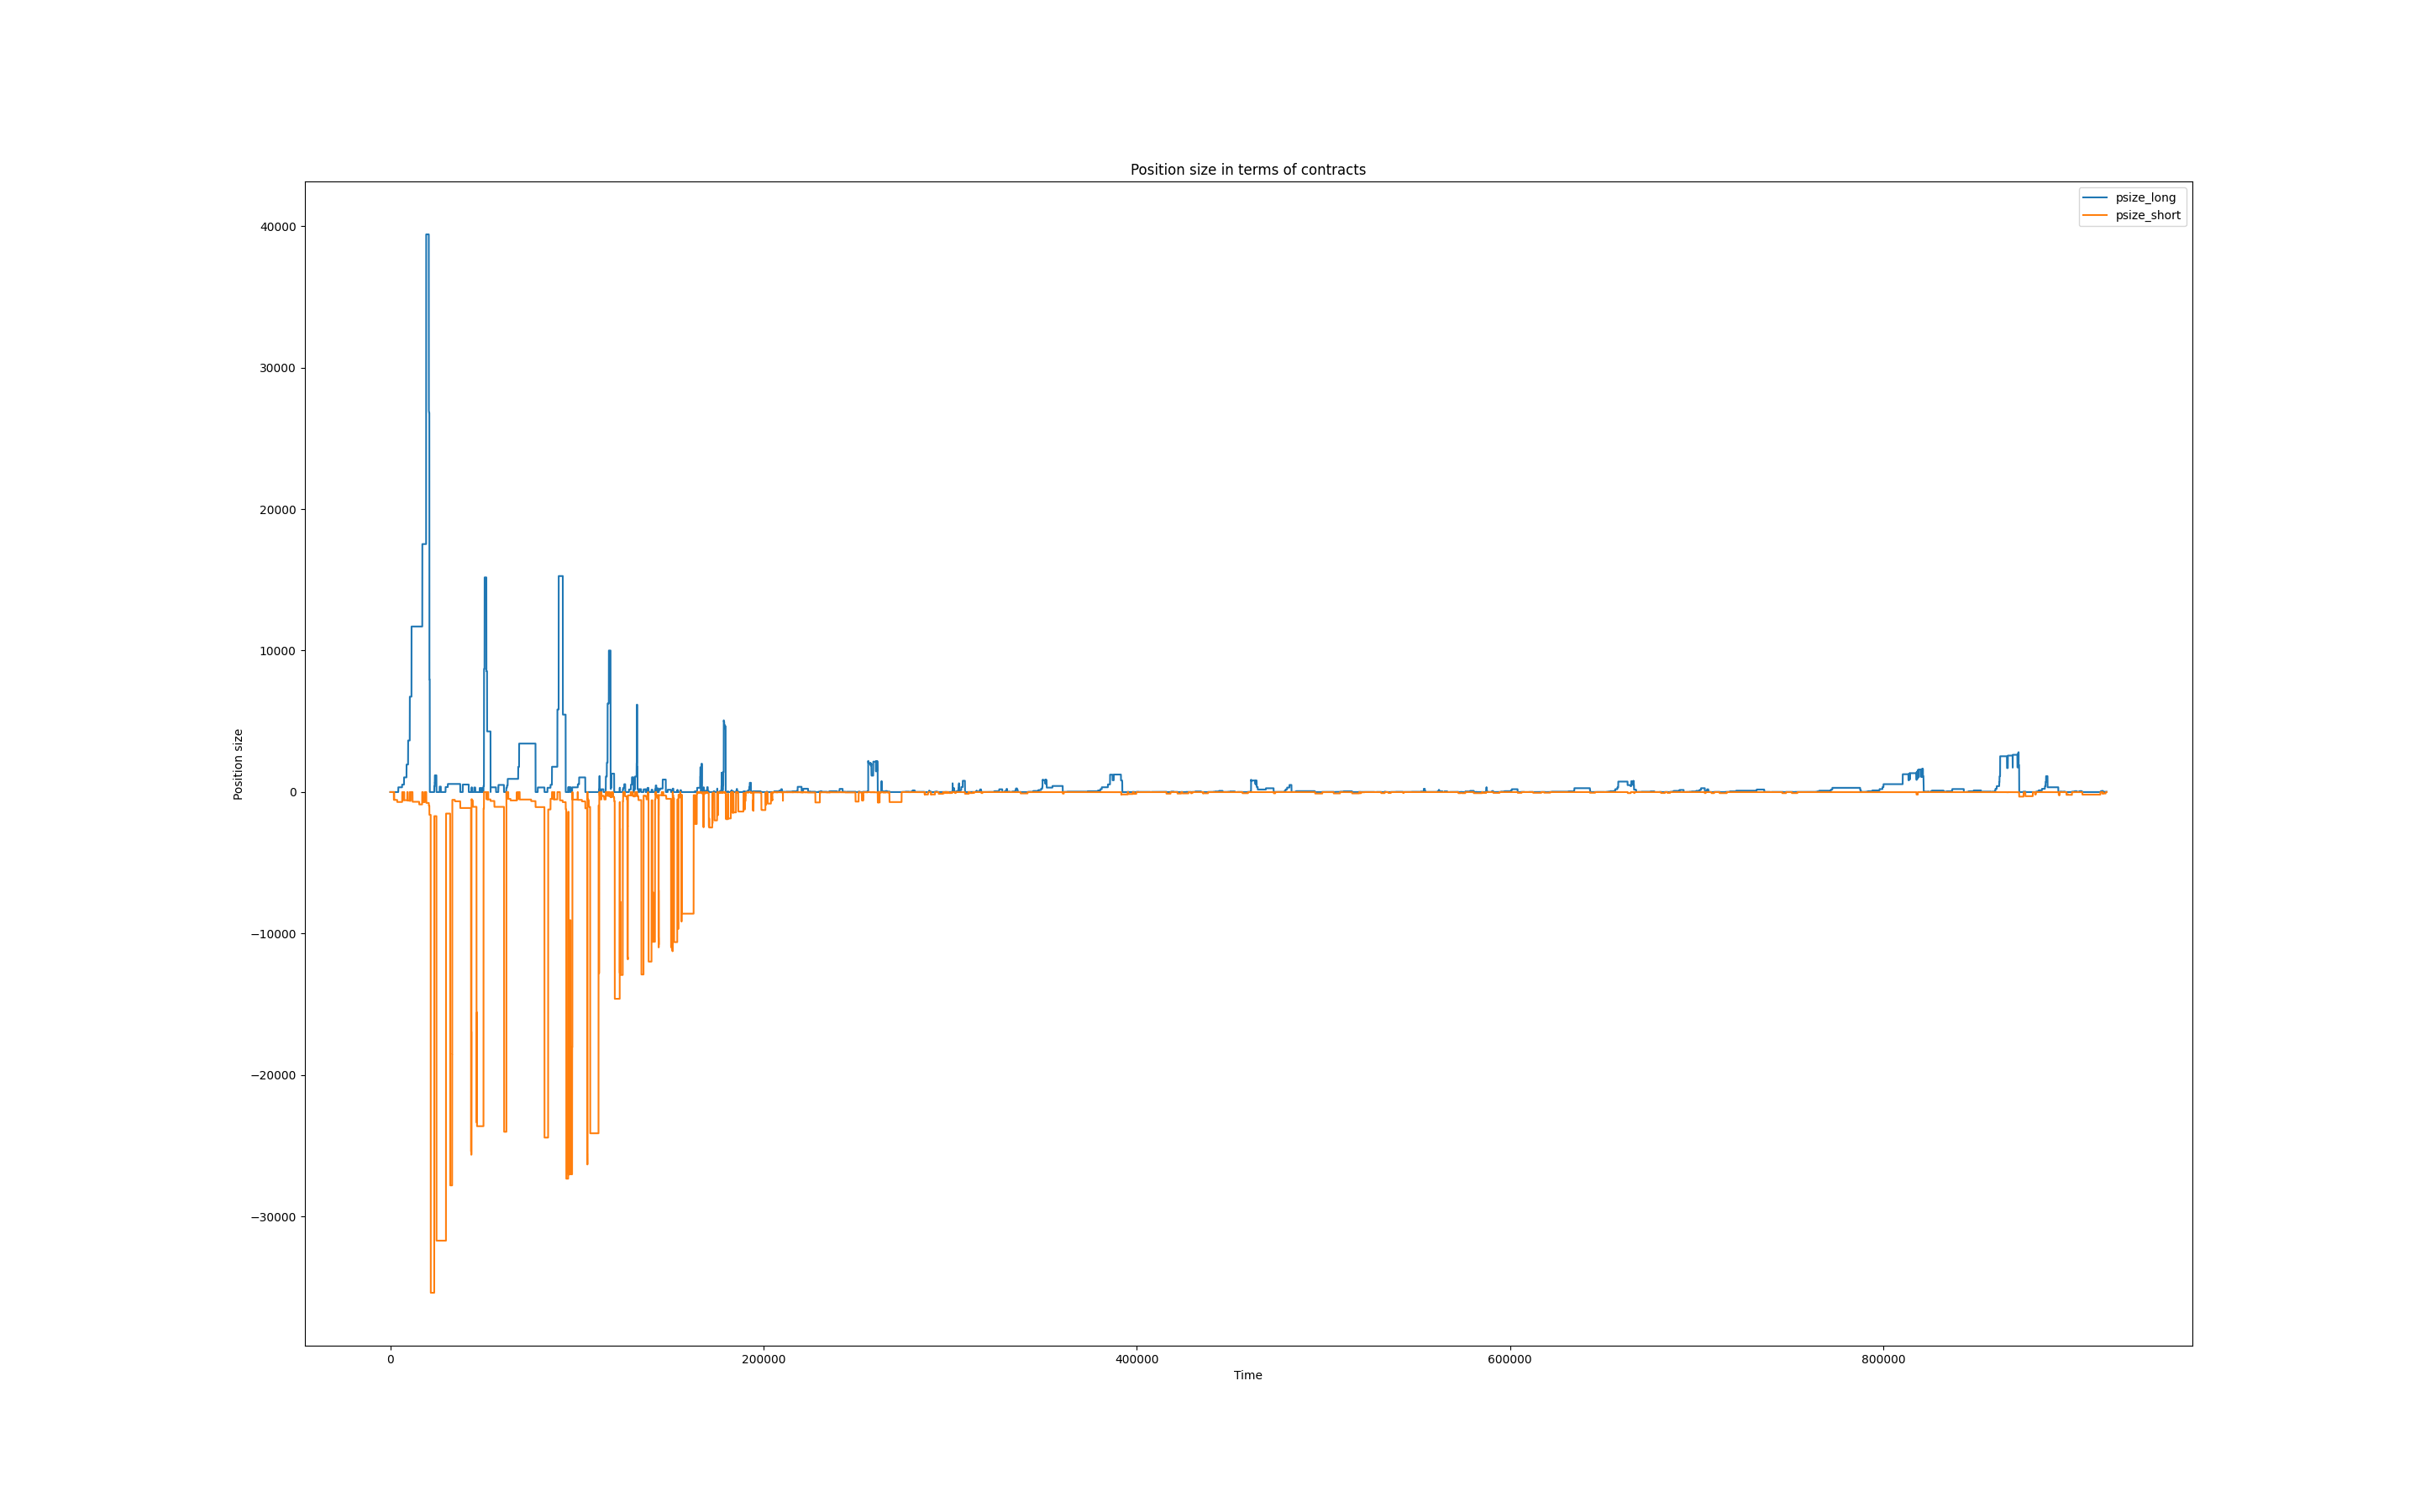 Position size in terms of contracts
psize_long
psize_short
40000
30000
20000
10000
0
−10000
−20000
−30000
Position size
0 200000 400000 600000 800000
Time